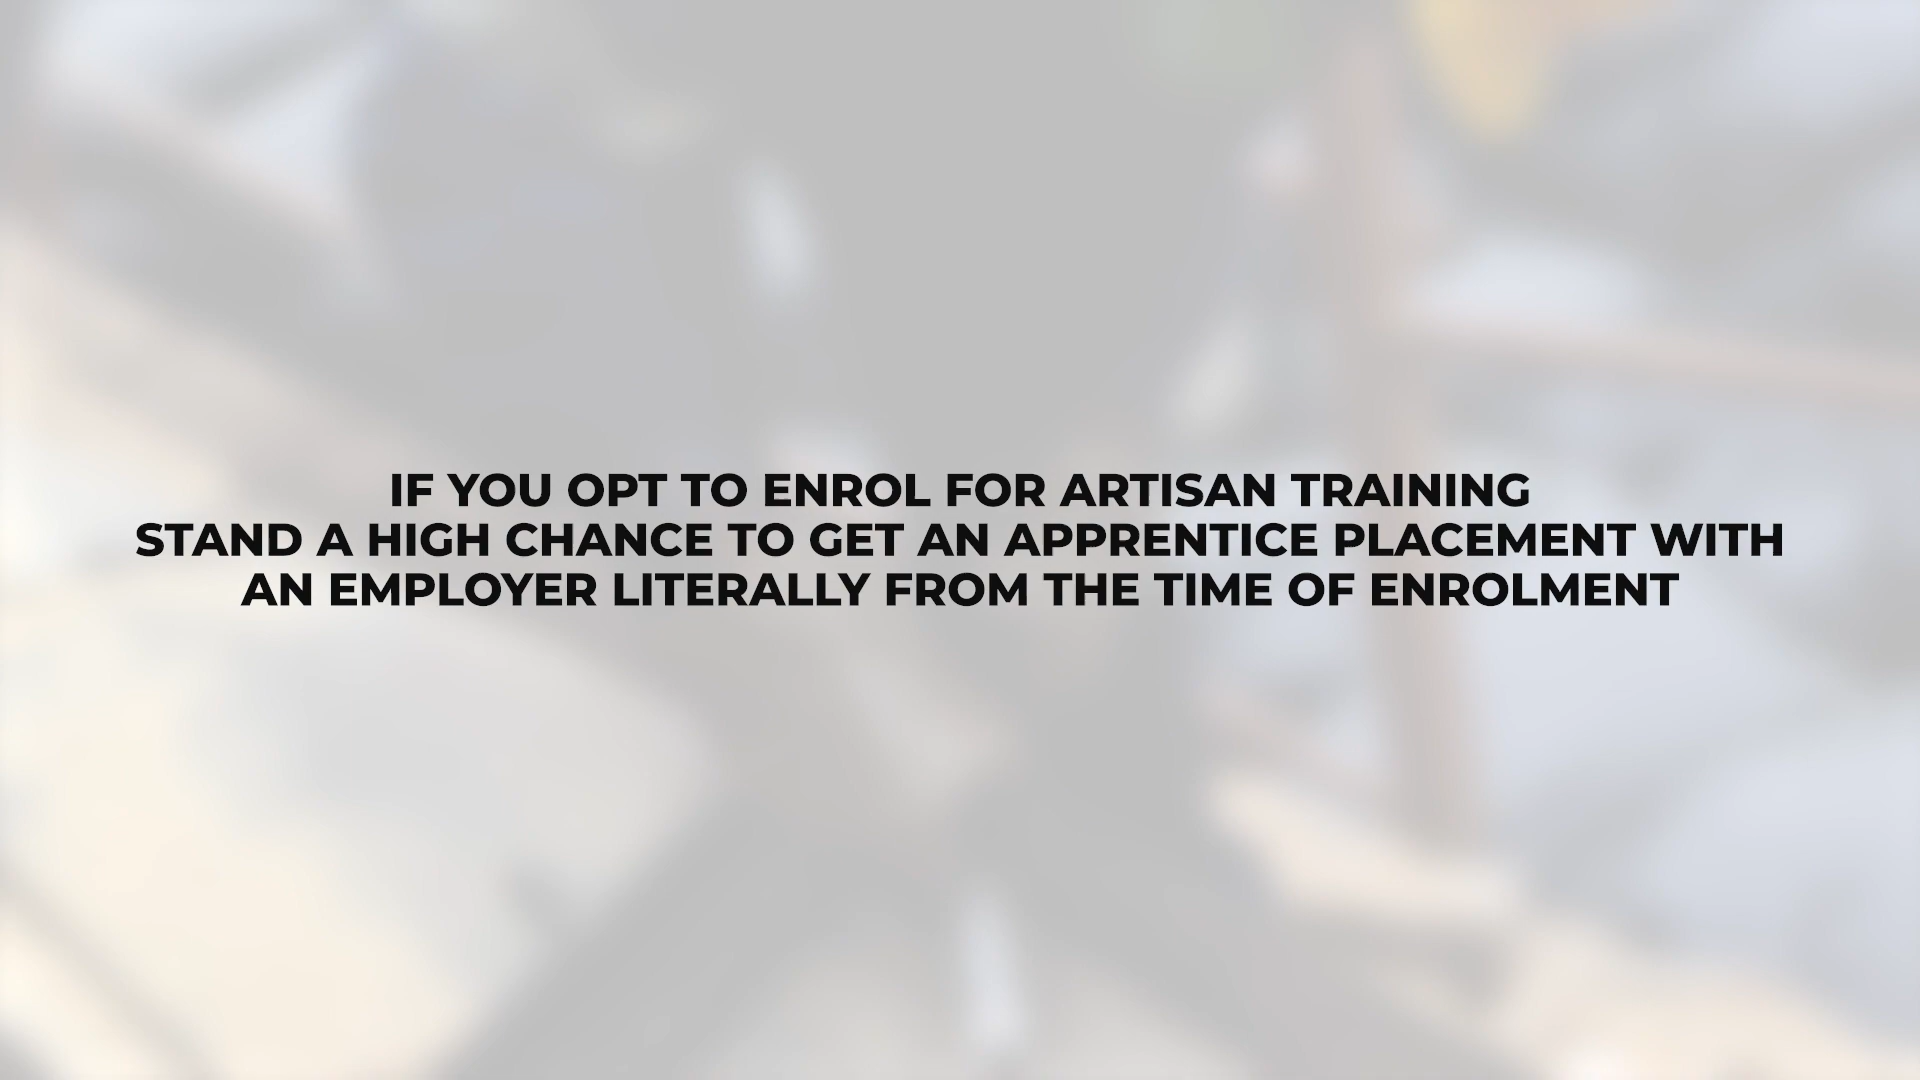 IF YOU OPT TO ENROL FOR ARTISAN TRAINING
STAND A HIGH CHANCE TO GET AN APPRENTICE PLACEMENT WITH
AN EMPLOYER LITERALLY FROM THE TIME OF ENROLMENT